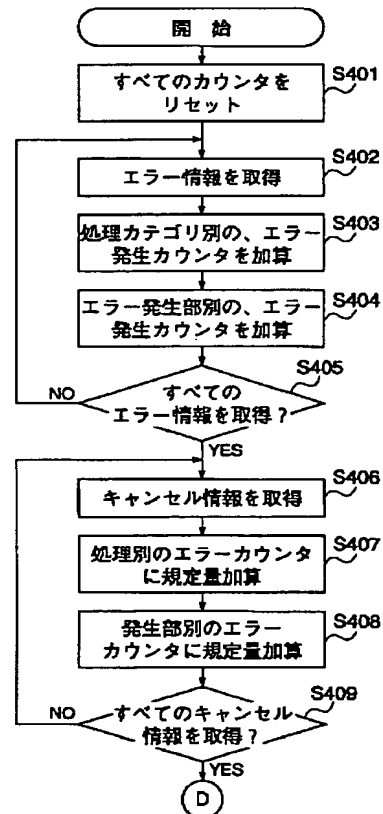 開 始
すべてのカウンタを
リセット
S401
エラー情報を取得
S402
処理カテゴリ別の、エラー
発生カウンタを加算
S403
エラー発生部別の、エラー
発生カウンタを加算
S404
すべての
エラー情報を取得？
S405
NO
YES
キャンセル情報を取得
S406
処理別のエラーカウンタ
に規定量加算
S407
発生部別のエラー
カウンタに規定量加算
S408
すべてのキャンセル
情報を取得？
S409
NO
YES
D